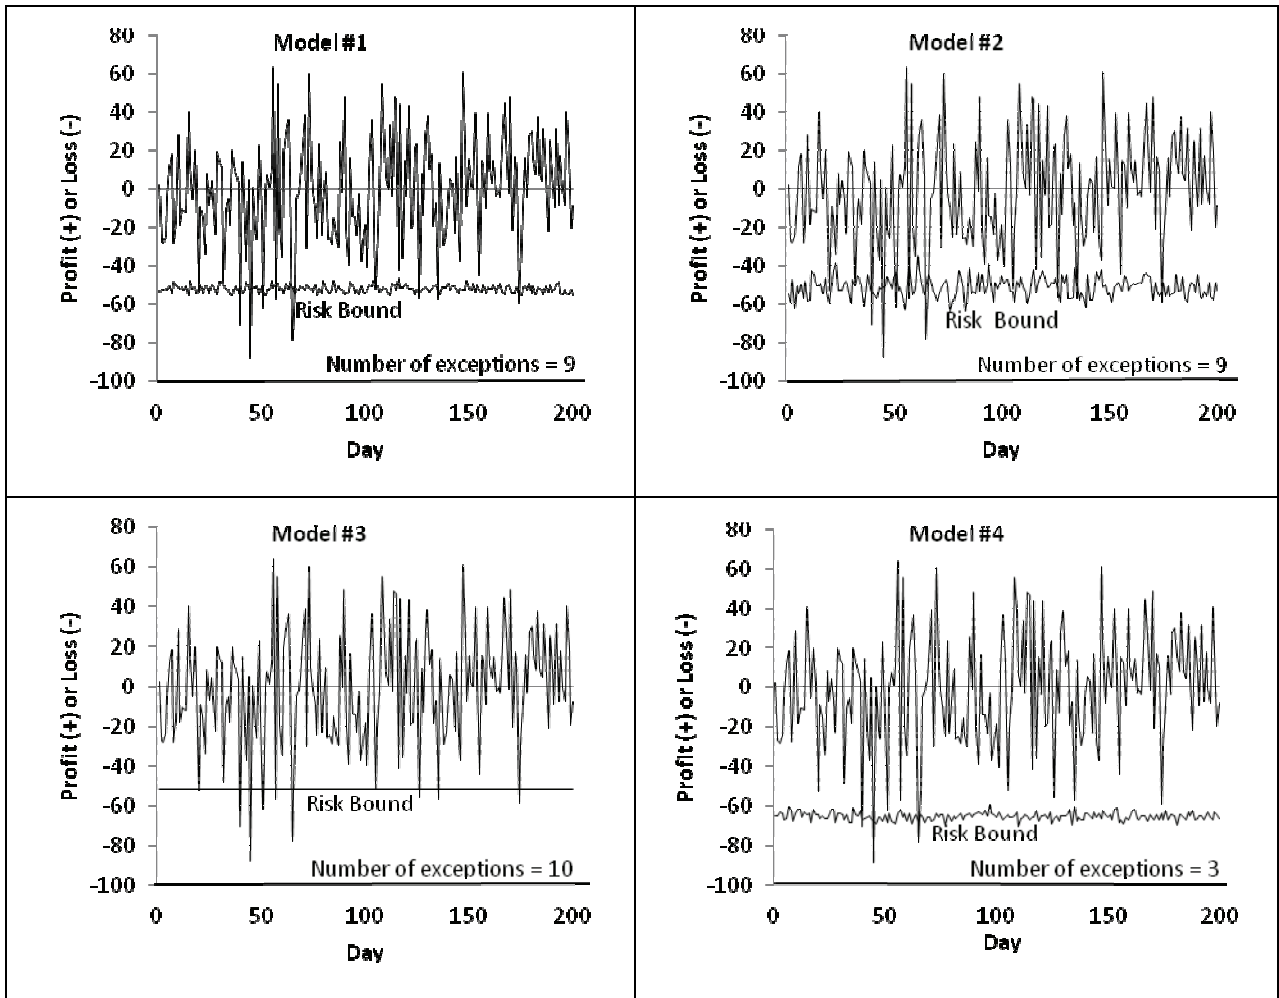 Model #1
80
60
40
20
0
-20
-40
-60
-80
-100
Profit (+) or Loss (-)
Risk Bound
Number of exceptions = 9
0 50 100 150 200
Day
Model #2
80
60
40
20
0
-20
-40
-60
-80
-100
Profit (+) or Loss (-)
Risk Bound
Number of exceptions = 9
0 50 100 150 200
Day
Model #3
80
60
40
20
0
-20
-40
-60
-80
-100
Profit (+) or Loss (-)
Risk Bound
Number of exceptions = 10
0 50 100 150 200
Day
Model #4
80
60
40
20
0
-20
-40
-60
-80
-100
Profit (+) or Loss (-)
Risk Bound
Number of exceptions = 3
0 50 100 150 200
Day